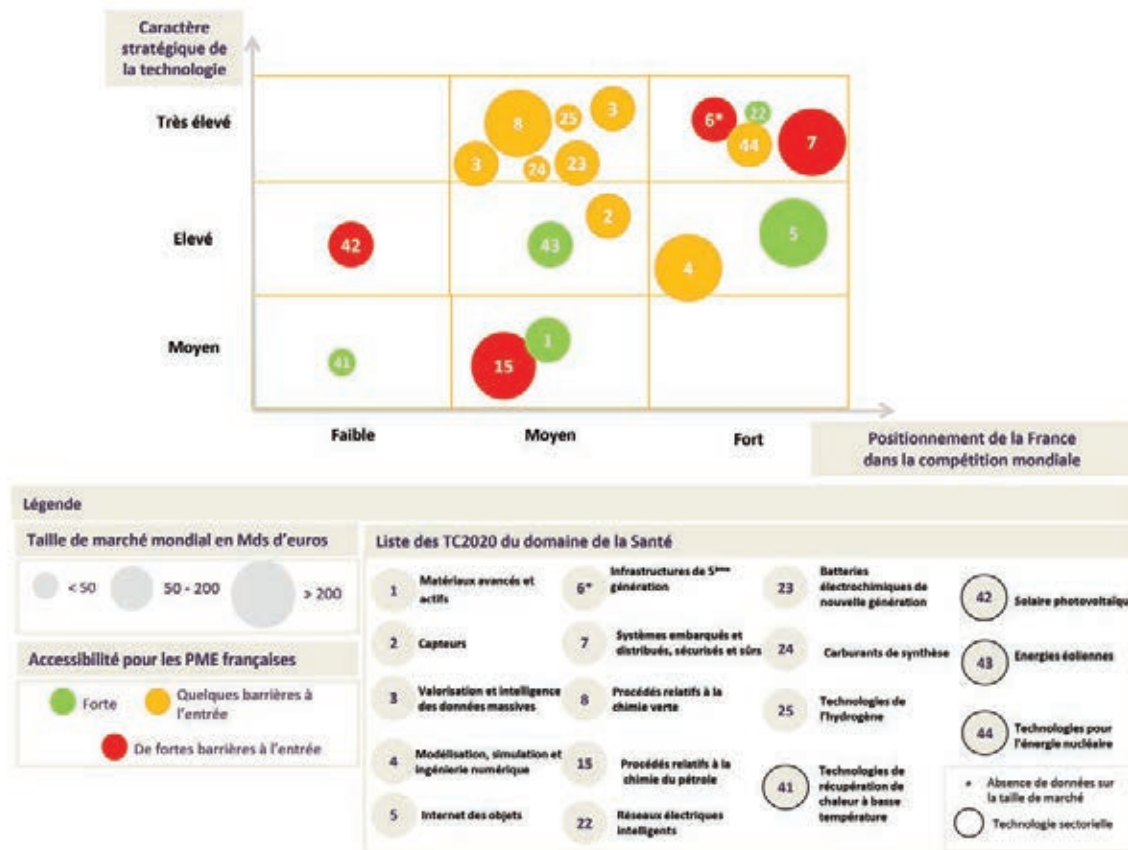 Caractère
stratégique de
la technologie
Très élevé
8
25
3
3
24
23
6*
22
44
7
Elevé
42
43
2
4
5
Moyen
41
15
1
Faible
Moyen
Fort
Positionnement de la France
dans la compétition mondiale
Légende
Taille de marché mondial en Mds d'euros
< 50
50 - 200
> 200
Accessibilité pour les PME françaises
Forte
Quelques barrières à
l'entrée
De fortes barrières à l'entrée
Liste des TC2020 du domaine de la Santé
1
Matériaux avancés et
actifs
2
Capteurs
3
Valorisation et intelligence
des données massives
4
Modélisation, simulation et
ingénierie numérique
5
Internet des objets
6*
Infrastructures de 5ème
génération
7
Systèmes embarqués et
distribués, sécurisés et sûrs
8
Procédés relatifs à la
chimie verte
15
Procédés relatifs à la
chimie du pétrole
22
Réseaux électriques
intelligents
23
Batteries
électrochimiques de
nouvelle génération
24
Carburants de synthèse
25
Technologies de
l'hydrogène
41
Technologies de
récupération de
chaleur à basse
température
42
Solaire photovoltaïqu
43
Energies éoliennes
44
Technologies pour
l'énergie nucléaire
* Absence de données sur
la taille de marché
Technologie sectorielle